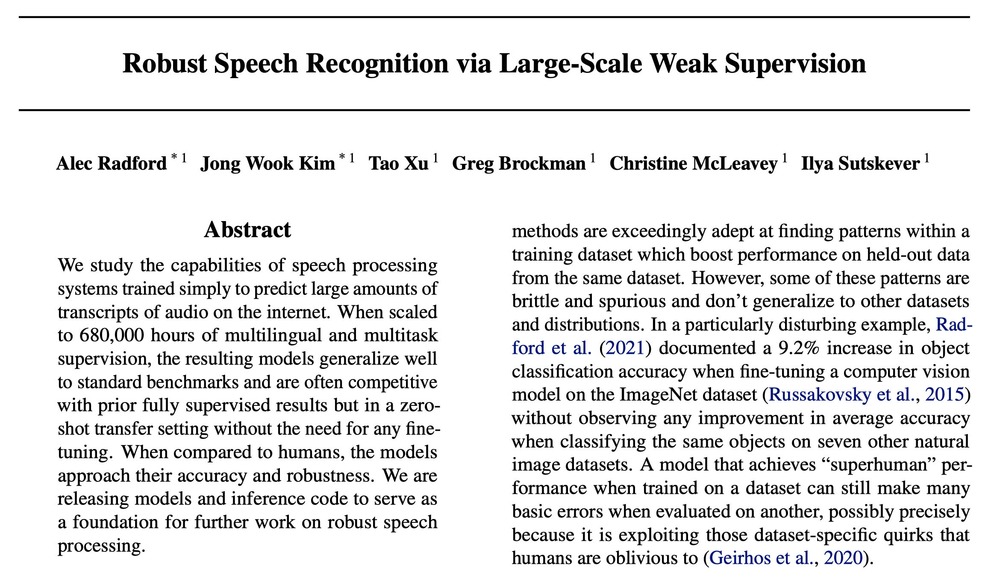 Robust Speech Recognition via Large-Scale Weak Supervision
Alec Radford * 1 Jong Wook Kim * 1 Tao Xu 1 Greg Brockman 1 Christine McLeavey 1 Ilya Sutskever 1
Abstract
We study the capabilities of speech processing
systems trained simply to predict large amounts of
transcripts of audio on the internet. When scaled
to 680,000 hours of multilingual and multitask
supervision, the resulting models generalize well
to standard benchmarks and are often competitive
with prior fully supervised results but in a zero-
shot transfer setting without the need for any fine-
tuning. When compared to humans, the models
approach their accuracy and robustness. We are
releasing models and inference code to serve as
a foundation for further work on robust speech
processing.
methods are exceedingly adept at finding patterns within a
training dataset which boost performance on held-out data
from the same dataset. However, some of these patterns are
brittle and spurious and don’t generalize to other datasets
and distributions. In a particularly disturbing example, Rad-
ford et al. (2021) documented a 9.2% increase in object
classification accuracy when fine-tuning a computer vision
model on the ImageNet dataset (Russakovsky et al., 2015)
without observing any improvement in average accuracy
when classifying the same objects on seven other natural
image datasets. A model that achieves “superhuman” per-
formance when trained on a dataset can still make many
basic errors when evaluated on another, possibly precisely
because it is exploiting those dataset-specific quirks that
humans are oblivious to (Geirhos et al., 2020).